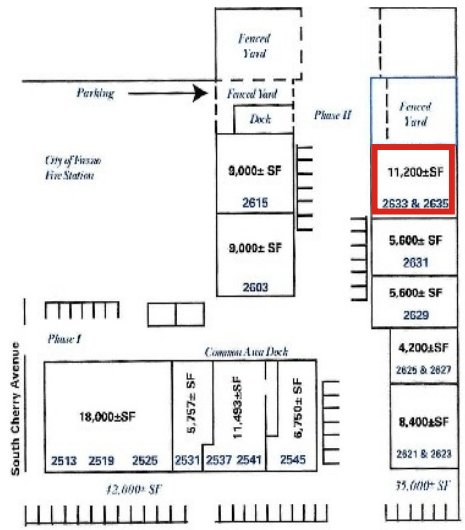 Fenced
Yard
Parking
Fenced Yard
Dock
Phase II
Fenced
Yard
City of Fresno
Fire Station
9,000± SF
2615
11,200±SF
2633 & 2635
9,000± SF
2603
5,600± SF
2631
5,600± SF
2629
Phase I
Common Area Dock
4,200±SF
2625 & 2627
South Cherry Avenue
18,000±SF
2513 2519 2525
5,757± SF
2531
11,493± SF
2537 2541
6,750± SF
2545
8,400±SF
2621 & 2623
42,000± SF
35,000± SF